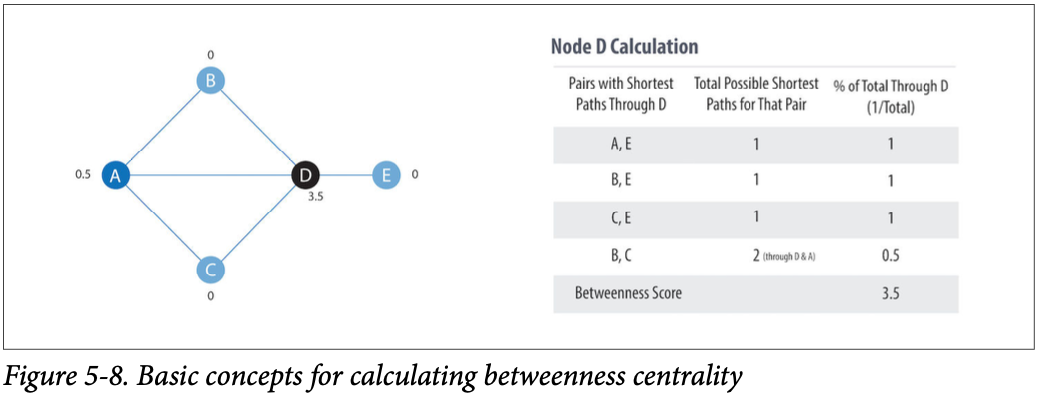 0
B
0.5 A D E 0
3.5
C
0
Node D Calculation
Pairs with Shortest Paths Through D Total Possible Shortest Paths for That Pair % of Total Through D (1/Total)
A, E 1 1
B, E 1 1
C, E 1 1
B, C 2 (through D & A) 0.5
Betweenness Score 3.5
Figure 5-8. Basic concepts for calculating betweenness centrality